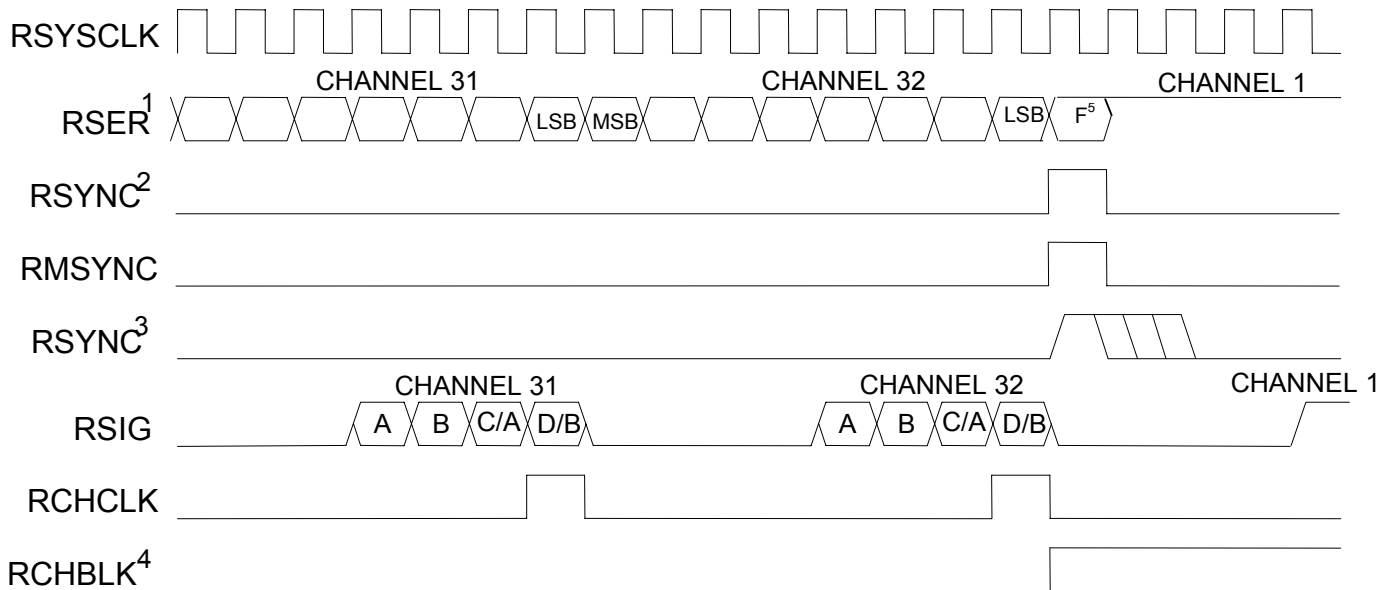 RSYSCLK
CHANNEL 31 CHANNEL 32 CHANNEL 1
RSER1 LSB MSB LSB F5
RSYNC2
RMSYNC
RSYNC3
CHANNEL 31 CHANNEL 32 CHANNEL 1
RSIG A B C/A D/B A B C/A D/B
RCHCLK
RCHBLK4